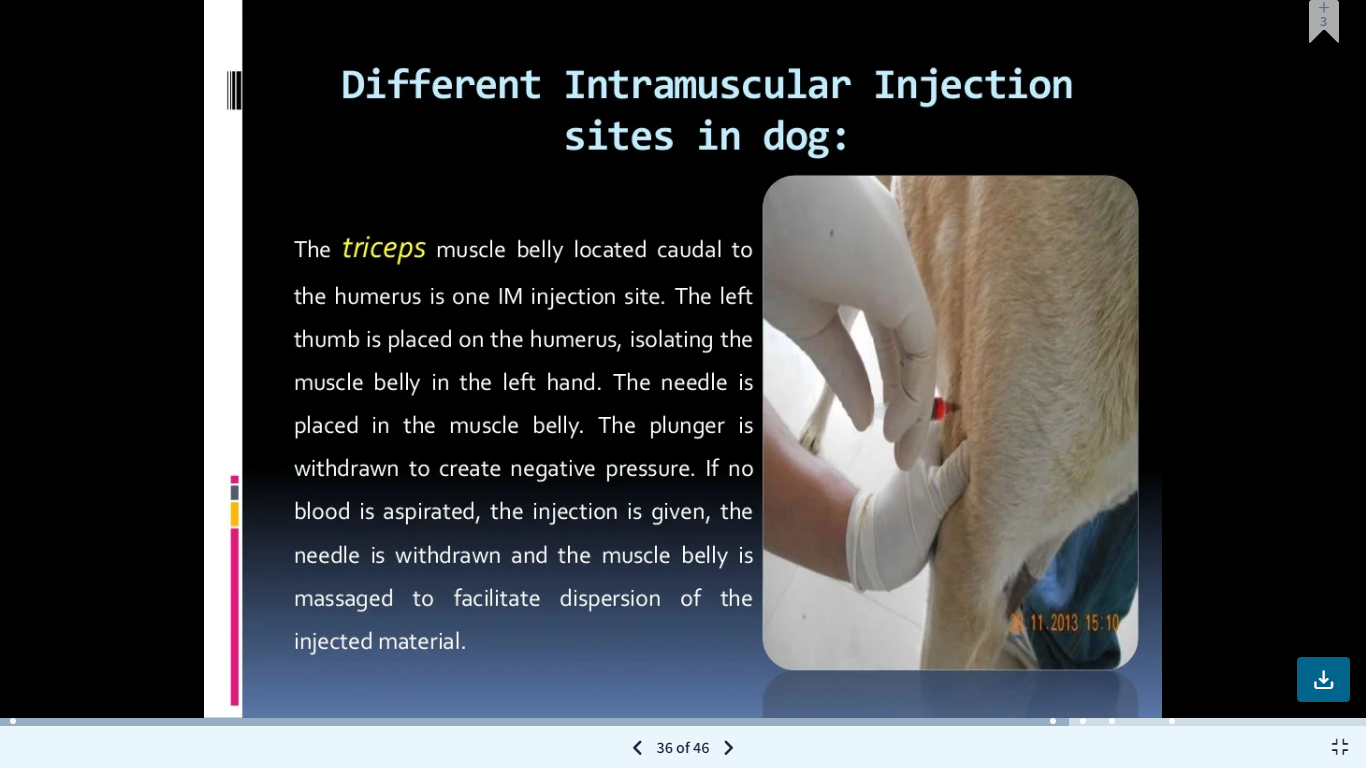 +
3
Different Intramuscular Injection
sites in dog:
The triceps muscle belly located caudal to
the humerus is one IM injection site. The left
thumb is placed on the humerus, isolating the
muscle belly in the left hand. The needle is
placed in the muscle belly. The plunger is
withdrawn to create negative pressure. If no
blood is aspirated, the injection is given, the
needle is withdrawn and the muscle belly is
massaged to facilitate dispersion of the
injected material.
11.2013 15:10
36 of 46